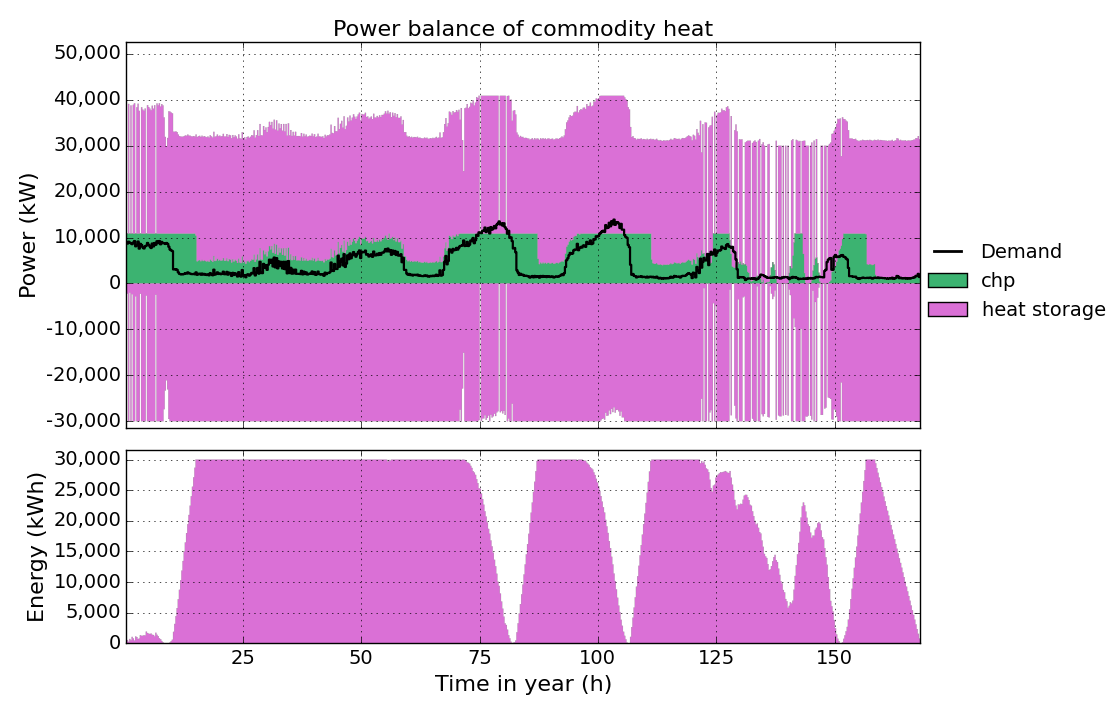 Power balance of commodity heat
50,000
40,000
30,000
20,000
10,000
0
-10,000
-20,000
-30,000
Power (kW)
Demand
chp
heat storage
30,000
25,000
20,000
15,000
10,000
5,000
0
Energy (kWh)
25 50 75 100 125 150
Time in year (h)